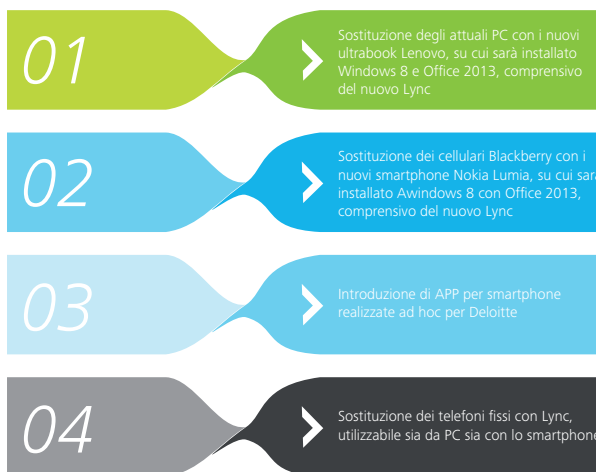 01
Sostituzione degli attuali PC con i nuovi
ultrabook Lenovo, su cui sarà installato
Windows 8 e Office 2013, comprensivo
del nuovo Lync
02
Sostituzione dei cellulari Blackberry con i
nuovi smartphone Nokia Lumia, su cui sarà
installato Awindows 8 con Office 2013,
comprensivo del nuovo Lync
03
Introduzione di APP per smartphone
realizzate ad hoc per Deloitte
04
Sostituzione dei telefoni fissi con Lync,
utilizzabile sia da PC sia con lo smartphone